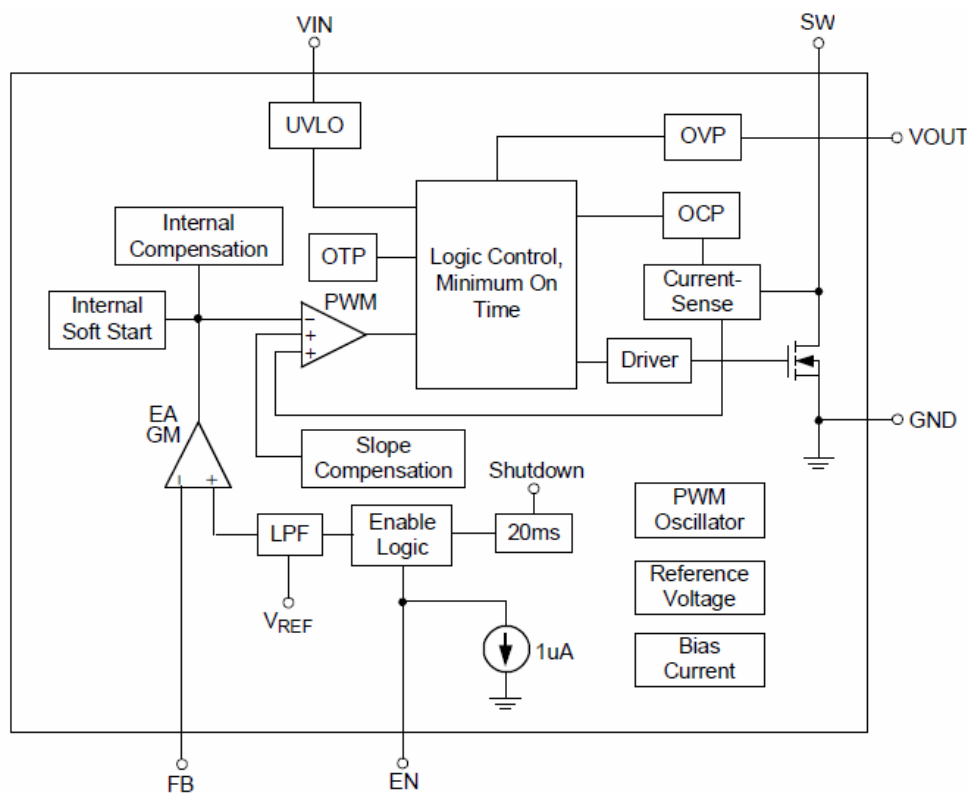 VIN
SW
UVLO
OVP
VOUT
Internal
Compensation
OCP
OTP
Logic Control,
Minimum On
Time
Current-
Sense
Internal
Soft Start
PWM
−
+
+
Driver
EA
GM
GND
Slope
Compensation
Shutdown
− +
PWM
Oscillator
LPF
Enable
Logic
20ms
Reference
Voltage
VREF
1uA
Bias
Current
FB
EN